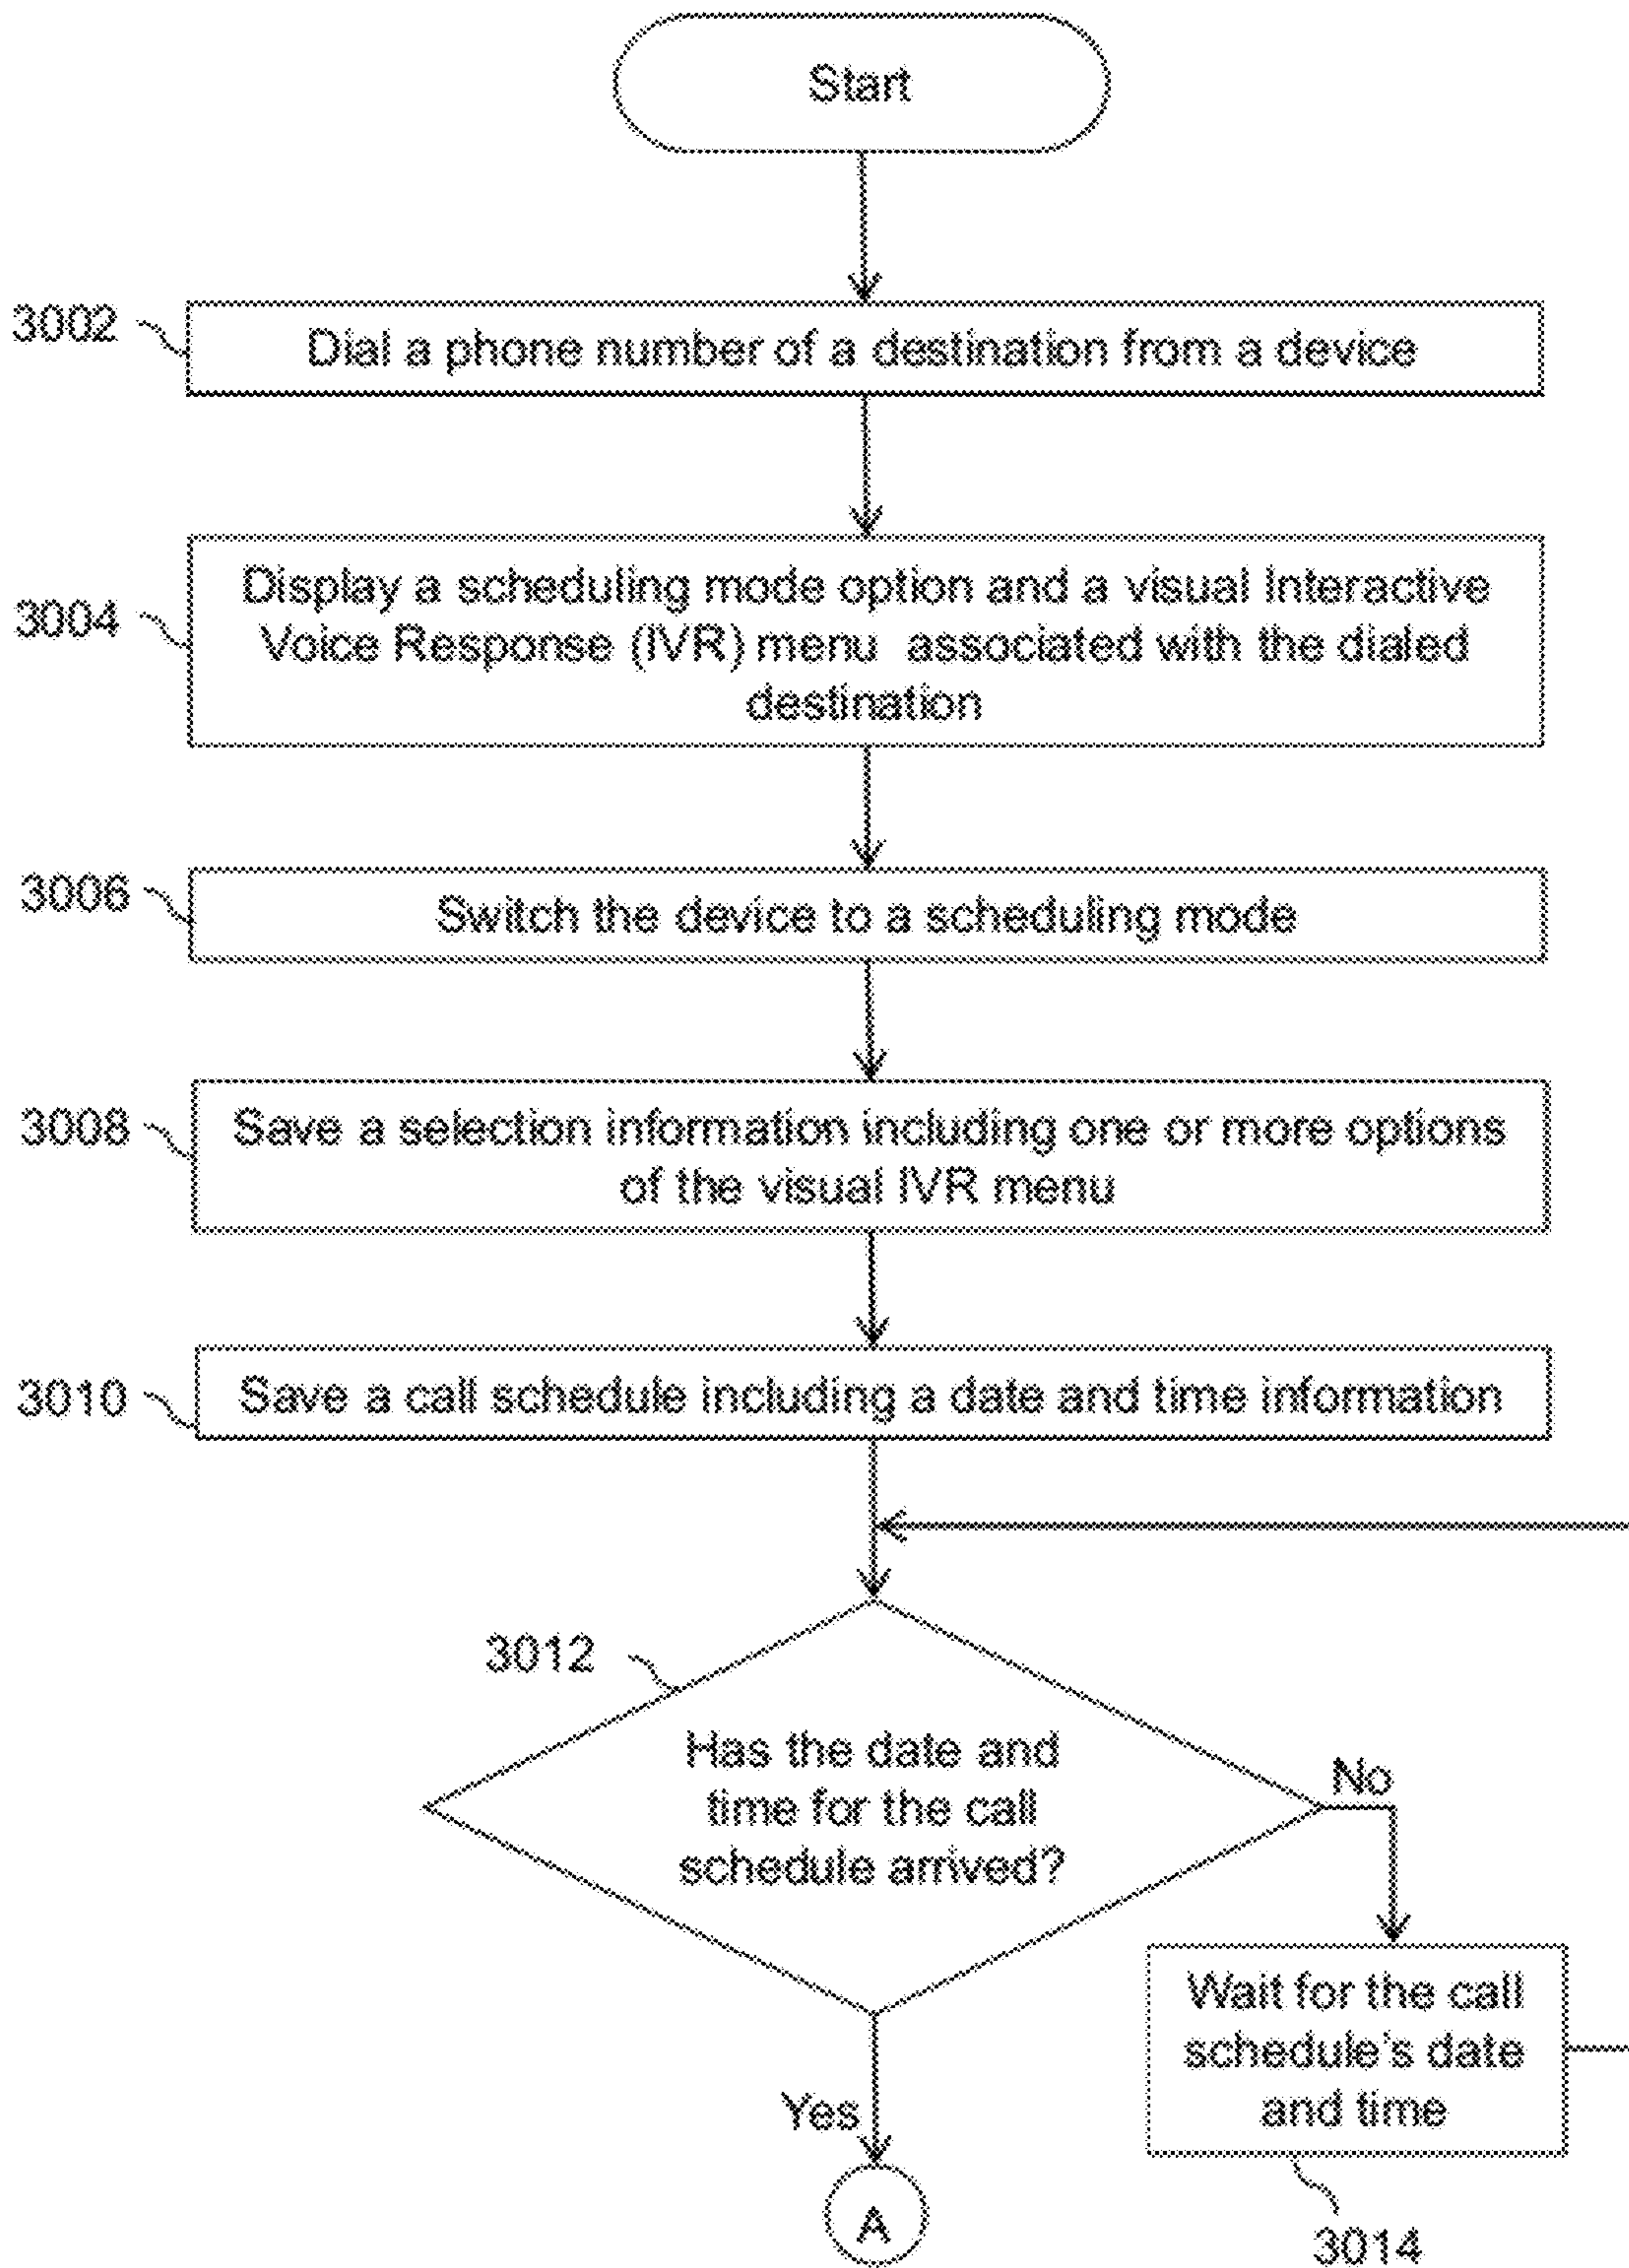 Start
3002
Dial a phone number of a destination from a device
3004
Display a scheduling mode option and a visual Interactive
Voice Response (IVR) menu associated with the dialed
destination
3006
Switch the device to a scheduling mode
3008
Save a selection information including one or more options
of the visual IVR menu
3010
Save a call schedule including a date and time information
3012
Has the date and
time for the call
schedule arrived?
No
Wait for the call
schedule's date
and time
Yes
A
3014